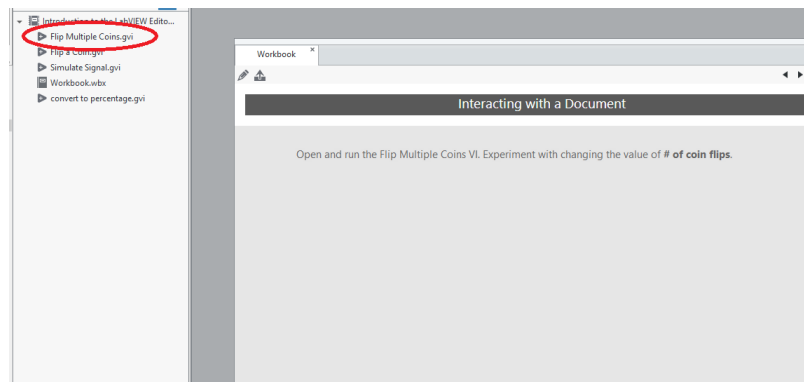 Introduction to the LabVIEW Edito...
Flip Multiple Coins.gvi
Flip a Coin.gvi
Simulate Signal.gvi
Workbook.wbx
convert to percentage.gvi
Workbook
Interacting with a Document
Open and run the Flip Multiple Coins VI. Experiment with changing the value of # of coin flips.